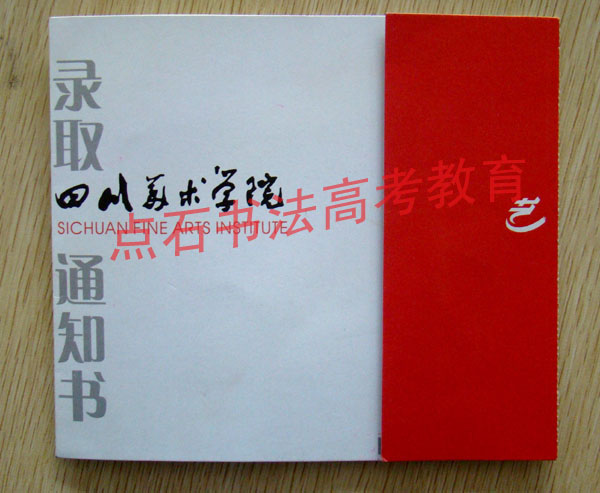 录取
四川美术学院
SICHUAN FINE ARTS INSTITUTE
通知书
艺
点石书法高考教育